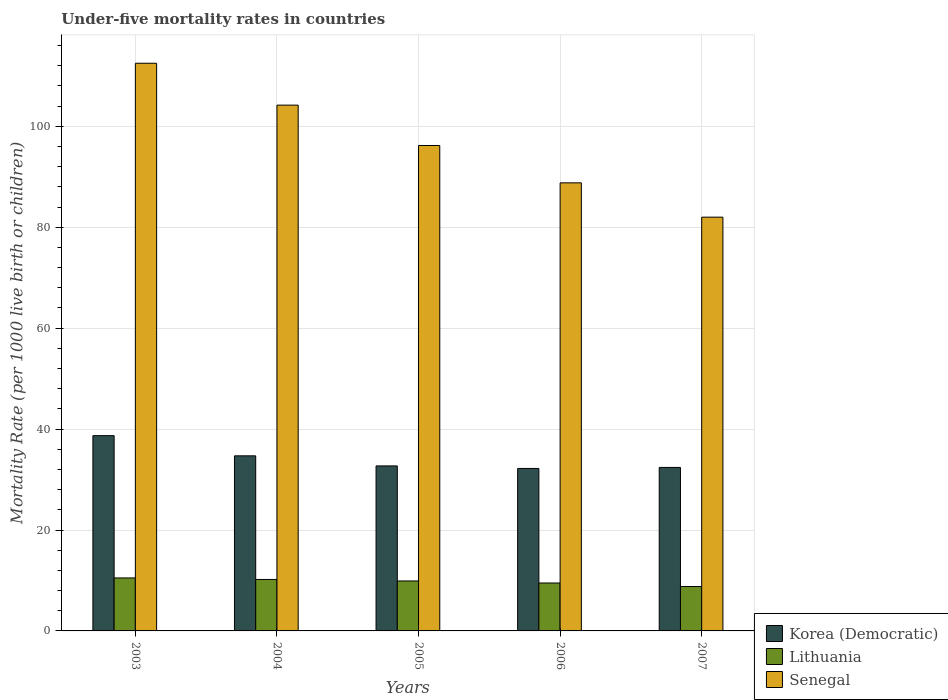 Under-five mortality rates in countries
Mortality Rate (per 1000 live birth or children)
100
80
60
40
20
0
2003
2004
2005
2006
2007
Years
Korea (Democratic)
Lithuania
Senegal